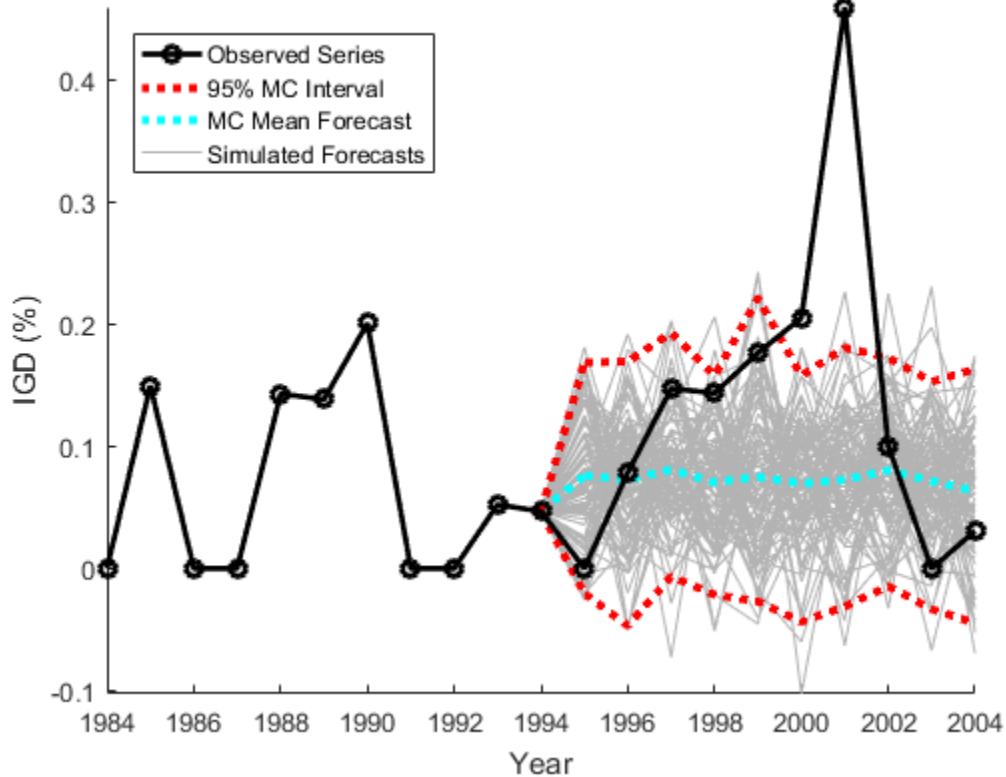 Observed Series
95% MC Interval
MC Mean Forecast
Simulated Forecasts
0.4
0.3
0.2
0.1
0
-0.1
IGD (%)
1984 1986 1988 1990 1992 1994 1996 1998 2000 2002 2004
Year